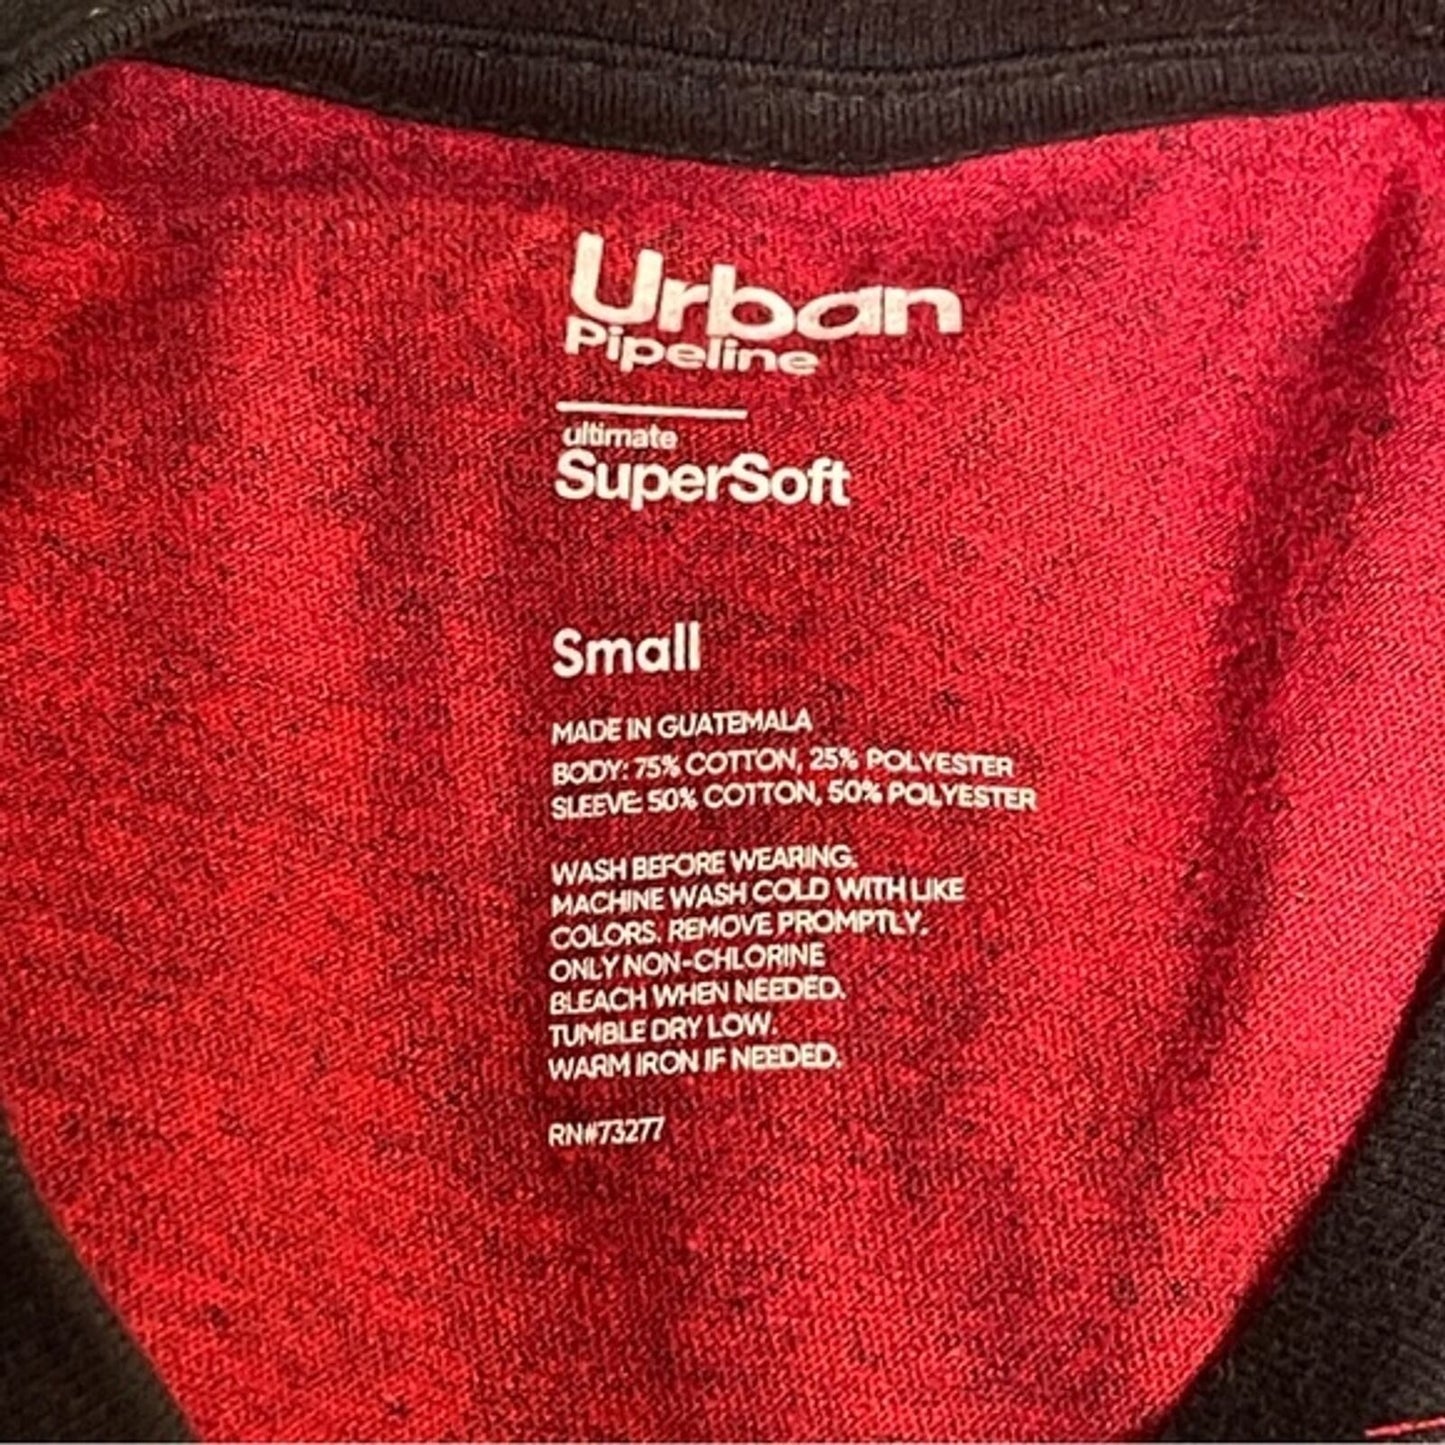 Urban
Pipeline
ultimate
SuperSoft
Small
MADE IN GUATEMALA
BODY: 75% COTTON, 25% POLYESTER
SLEEVE: 50% COTTON, 50% POLYESTER
WASH BEFORE WEARING.
MACHINE WASH COLD WITH LIKE
COLORS. REMOVE PROMPTLY.
ONLY NON-CHLORINE
BLEACH WHEN NEEDED.
TUMBLE DRY LOW.
WARM IRON IF NEEDED.
RN#73277